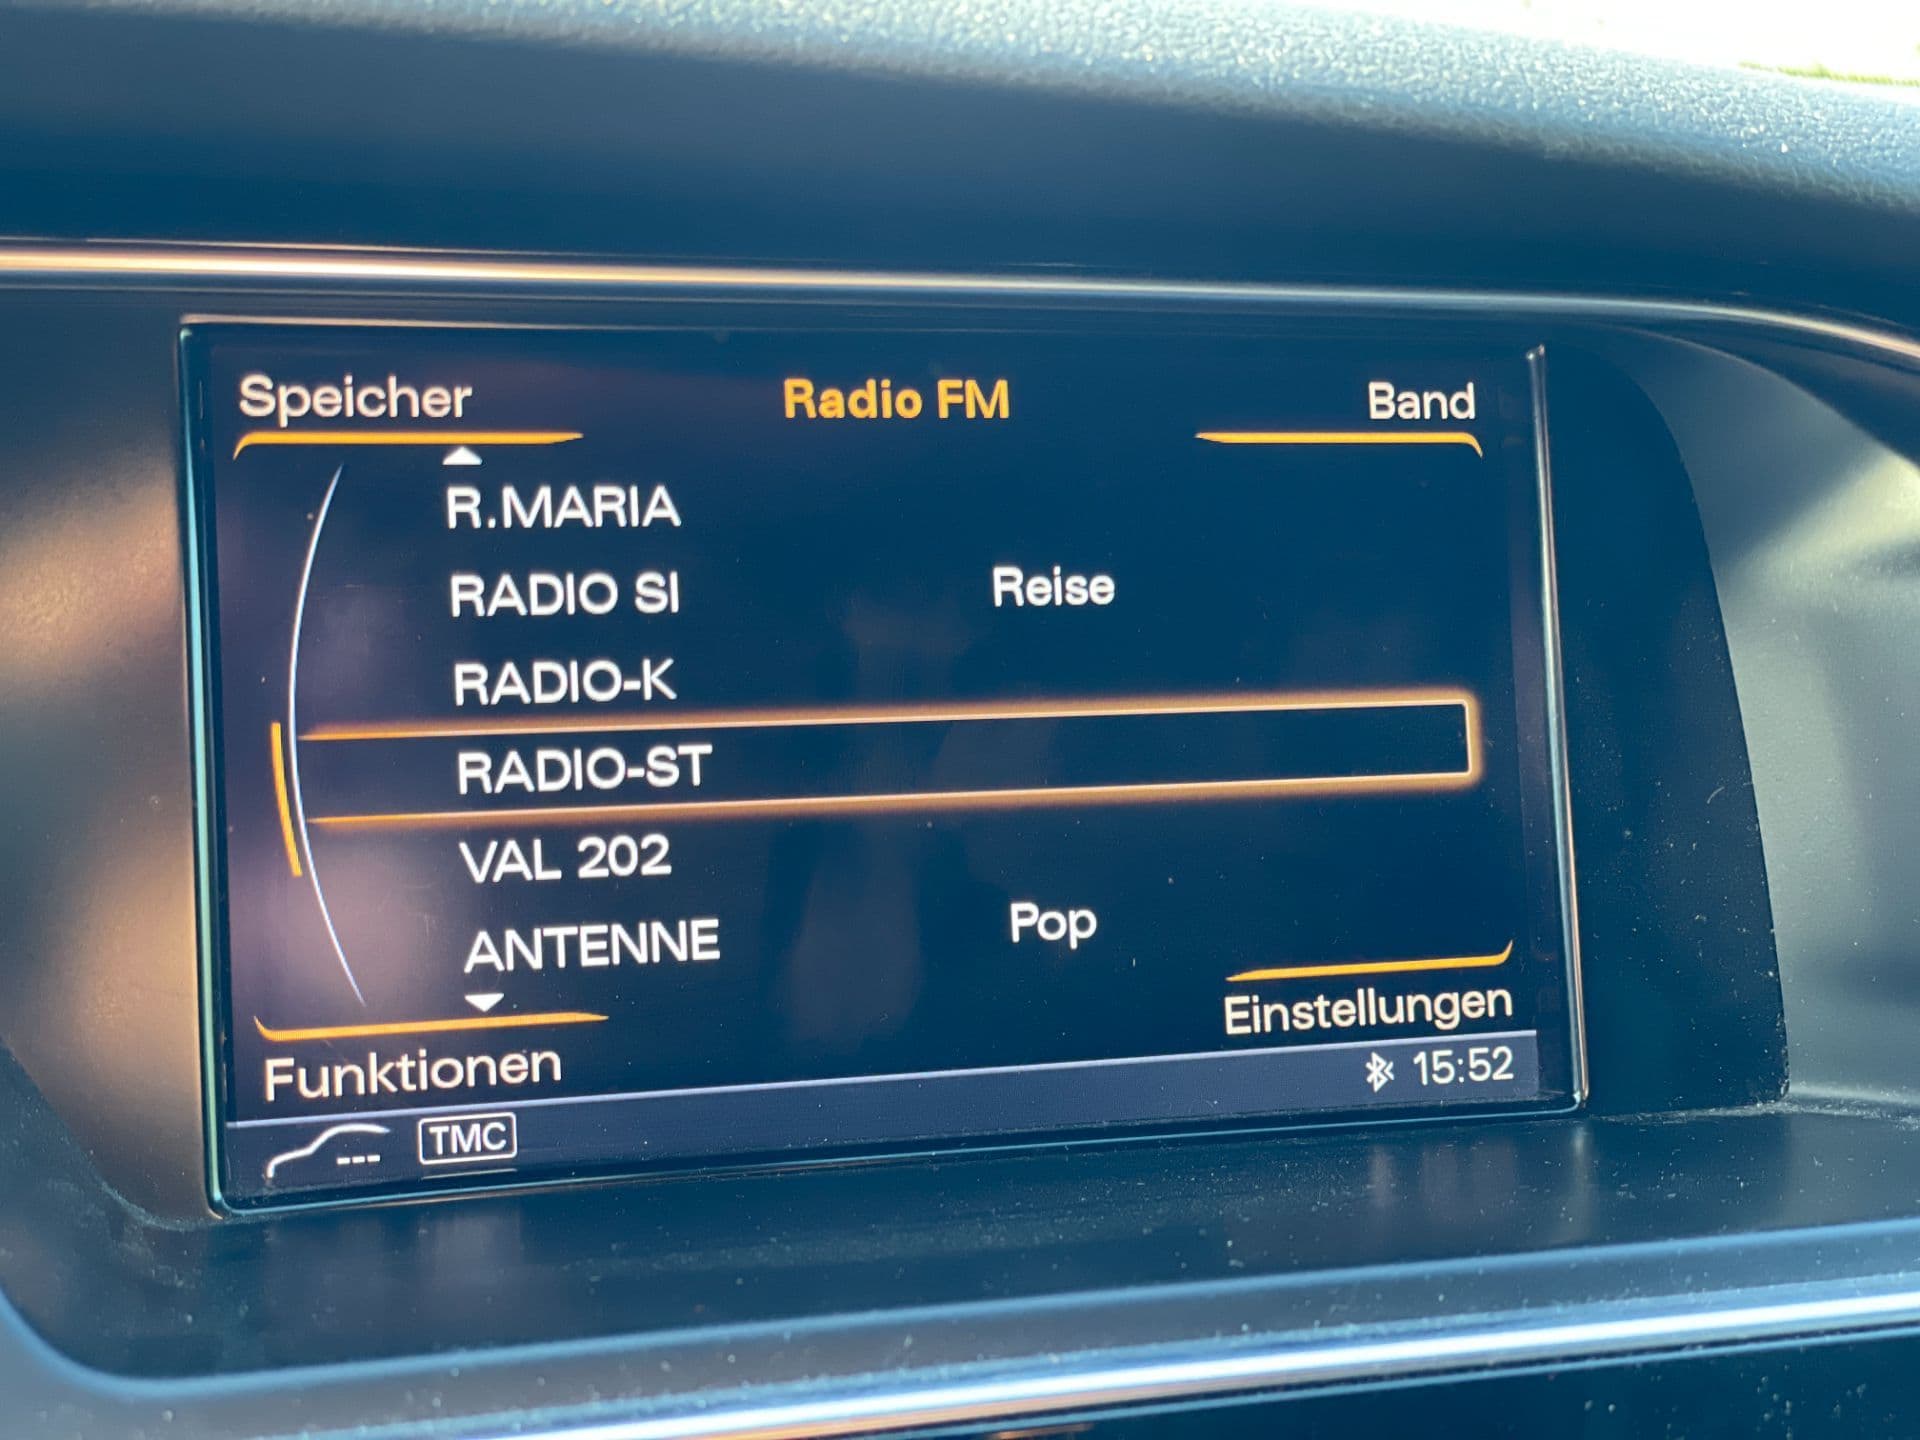 Speicher Radio FM Band
R.MARIA
RADIO SI Reise
RADIO-K
RADIO-ST
VAL 202
ANTENNE Pop
Funktionen Einstellungen
--- TMC 15:52